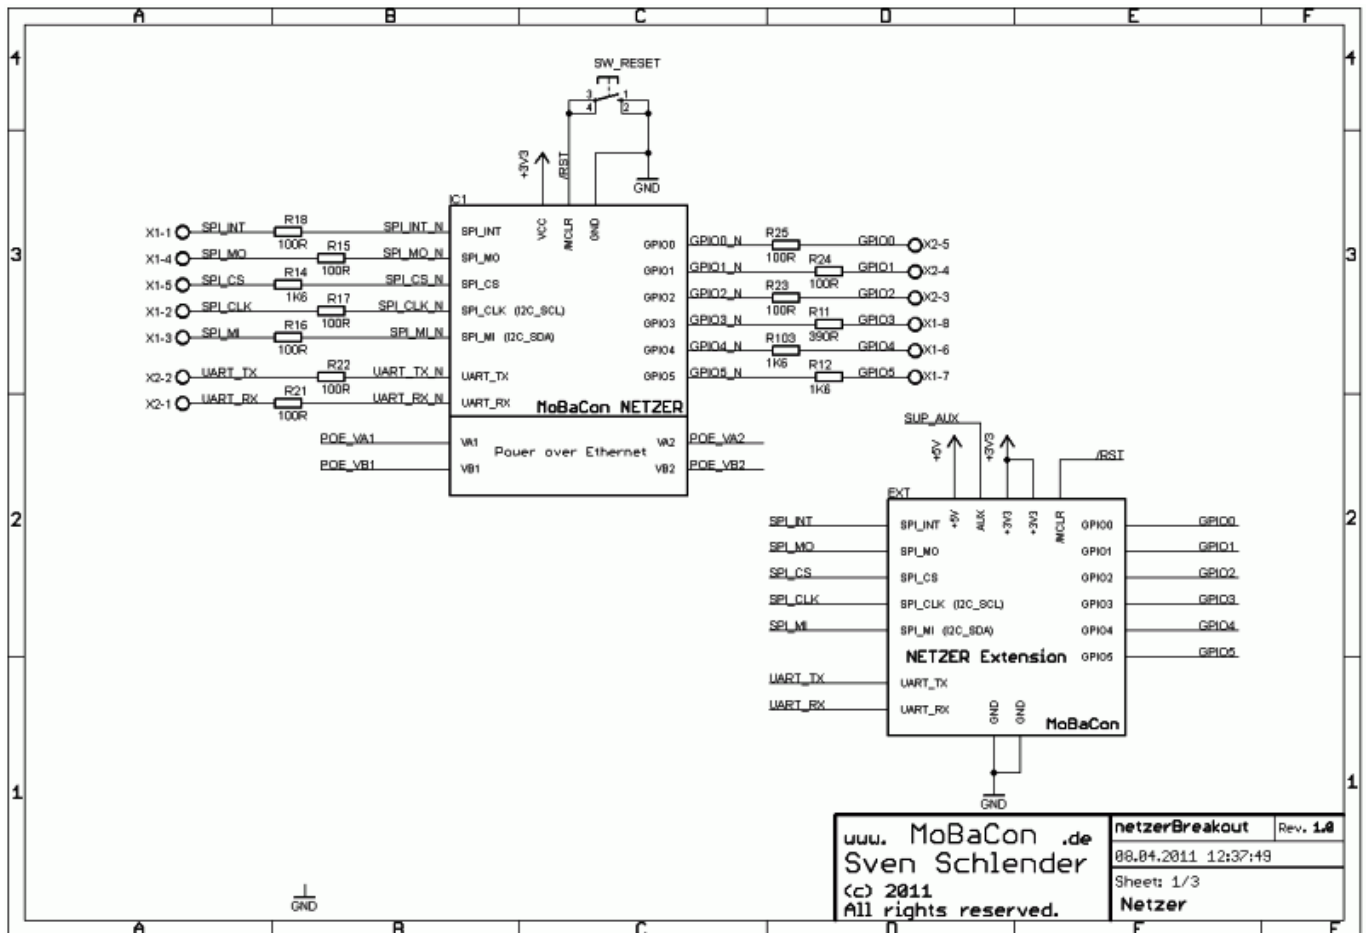 A B C D E F
4 4
SW_RESET
3 1
4 2
+3V3 /RST
GND
IC1
3 3
X1-1 SPI_INT R18 100R SPI_INT_N SPI_INT VCC /MCLR GND GPIO0 GPIO0_N R25 100R GPIO0 X2-5
X1-4 SPI_MO R15 100R SPI_MO_N SPI_MO GPIO1 GPIO1_N R24 100R GPIO1 X2-4
X1-5 SPI_CS R14 1K6 SPI_CS_N SPI_CS GPIO2 GPIO2_N R23 100R GPIO2 X2-3
X1-2 SPI_CLK R17 100R SPI_CLK_N SPI_CLK (I2C_SCL) GPIO3 GPIO3_N R11 390R GPIO3 X1-8
X1-3 SPI_MI R16 100R SPI_MI_N SPI_MI (I2C_SDA) GPIO4 GPIO4_N R103 1K6 GPIO4 X1-6
X2-2 UART_TX R22 100R UART_TX_N UART_TX GPIO5 GPIO5_N R12 1K6 GPIO5 X1-7
X2-1 UART_RX R21 100R UART_RX_N UART_RX MoBaCon NETZER
POE_VA1 VA1 Power over Ethernet VA2 POE_VA2
POE_VB1 VB1 VB2 POE_VB2
SUP_AUX
+5V +3V3 /RST
EXT
2 2
SPI_INT SPI_INT +5V AUX +3V3 +3V3 /MCLR GPIO0 GPIO0
SPI_MO SPI_MO GPIO1 GPIO1
SPI_CS SPI_CS GPIO2 GPIO2
SPI_CLK SPI_CLK (I2C_SCL) GPIO3 GPIO3
SPI_MI SPI_MI (I2C_SDA) GPIO4 GPIO4
NETZER Extension GPIO5 GPIO5
UART_TX UART_TX
UART_RX UART_RX GND GND
MoBaCon
1 1
GND
www. MoBaCon .de
Sven Schlender
(c) 2011
All rights reserved.
netzerBreakout Rev. 1.0
08.04.2011 12:37:49
Sheet: 1/3
Netzer
GND
A B C D E F